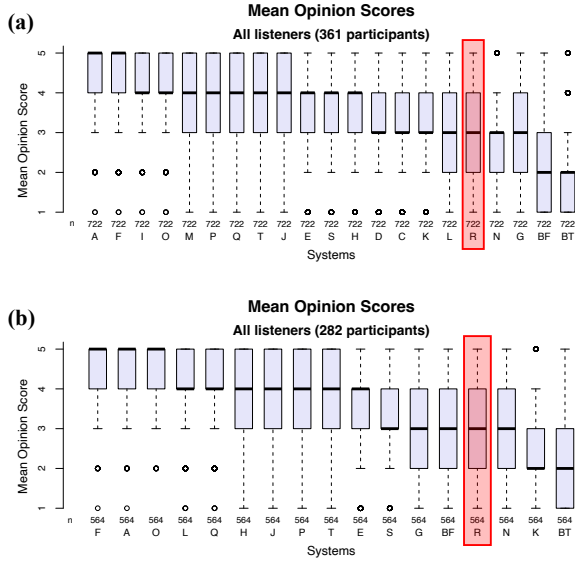 (a)
Mean Opinion Scores
All listeners (361 participants)
Mean Opinion Score
5
4
3
2
1
n 722 722 722 722 722 722 722 722 722 722 722 722 722 722 722 722 722 722 722 722 722
A F I O M P Q T J E S H D C K L R N G BF BT
Systems
(b)
Mean Opinion Scores
All listeners (282 participants)
Mean Opinion Score
5
4
3
2
1
n 564 564 564 564 564 564 564 564 564 564 564 564 564 564 564 564 564
F A O L Q H J P T E S G BF R N K BT
Systems